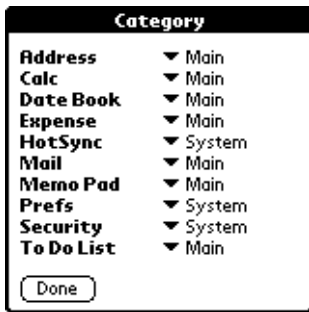 Category
Address Main
Calc Main
Date Book Main
Expense Main
HotSync System
Mail Main
Memo Pad Main
Prefs System
Security System
To Do List Main
Done